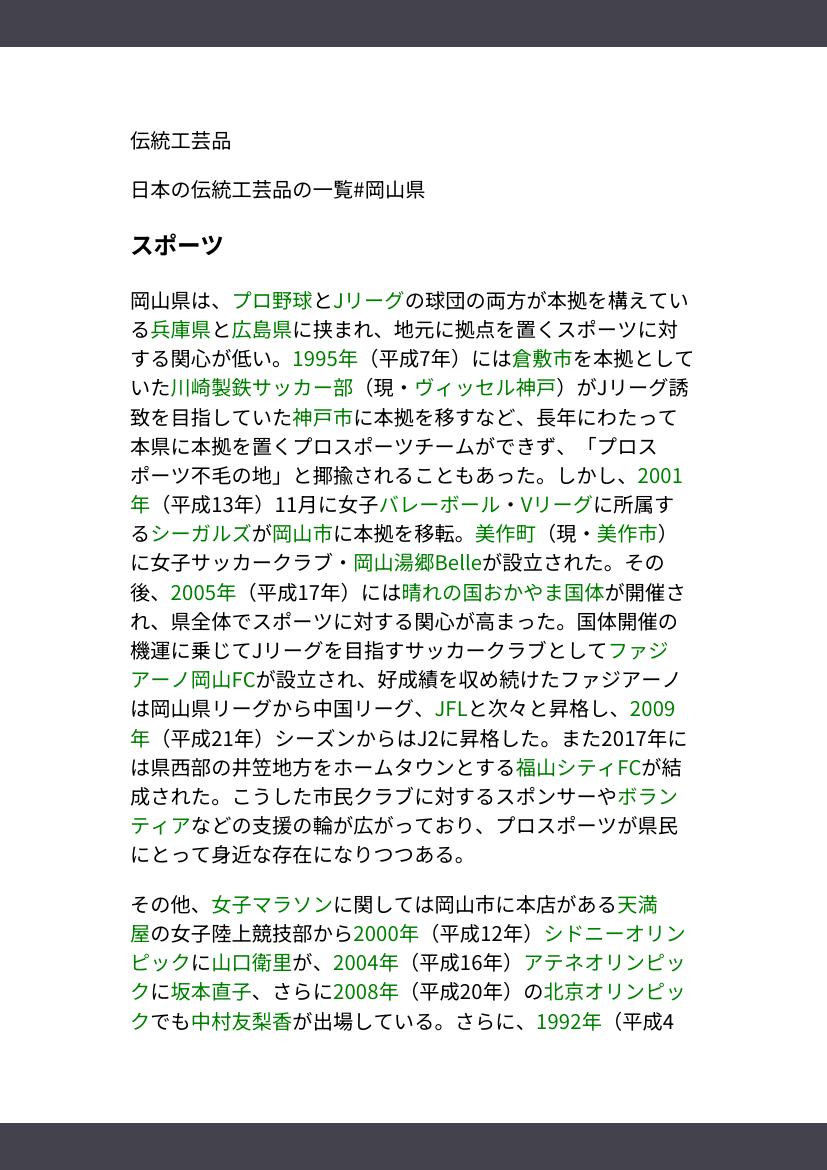 伝統工芸品
日本の伝統工芸品の一覧#岡山県
スポーツ
岡山県は、プロ野球とJリーグの球団の両方が本拠を構えてい
る兵庫県と広島県に挟まれ、地元に拠点を置くスポーツに対
する関心が低い。1995年（平成7年）には倉敷市を本拠として
いた川崎製鉄サッカー部（現・ヴィッセル神戸）がJリーグ誘
致を目指していた神戸市に本拠を移すなど、長年にわたって
本県に本拠を置くプロスポーツチームができず、「プロス
ポーツ不毛の地」と揶揄されることもあった。しかし、2001
年（平成13年）11月に女子バレーボール・Vリーグに所属す
るシーガルズが岡山市に本拠を移転。美作町（現・美作市）
に女子サッカークラブ・岡山湯郷Belleが設立された。その
後、2005年（平成17年）には晴れの国おかやま国体が開催さ
れ、県全体でスポーツに対する関心が高まった。国体開催の
機運に乗じてJリーグを目指すサッカークラブとしてファジ
アーノ岡山FCが設立され、好成績を収め続けたファジアーノ
は岡山県リーグから中国リーグ、JFLと次々と昇格し、2009
年（平成21年）シーズンからはJ2に昇格した。また2017年に
は県西部の井笠地方をホームタウンとする福山シティFCが結
成された。こうした市民クラブに対するスポンサーやボラン
ティアなどの支援の輪が広がっており、プロスポーツが県民
にとって身近な存在になりつつある。
その他、女子マラソンに関しては岡山市に本店がある天満
屋の女子陸上競技部から2000年（平成12年）シドニーオリン
ピックに山口衛里が、2004年（平成16年）アテネオリンピッ
クに坂本直子、さらに2008年（平成20年）の北京オリンピッ
クでも中村友梨香が出場している。さらに、1992年（平成4